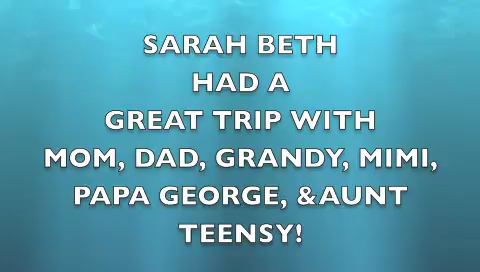 SARAH BETH
HAD A
GREAT TRIP WITH
MOM, DAD, GRANDY, MIMI,
PAPA GEORGE, &AUNT
TEENSY!